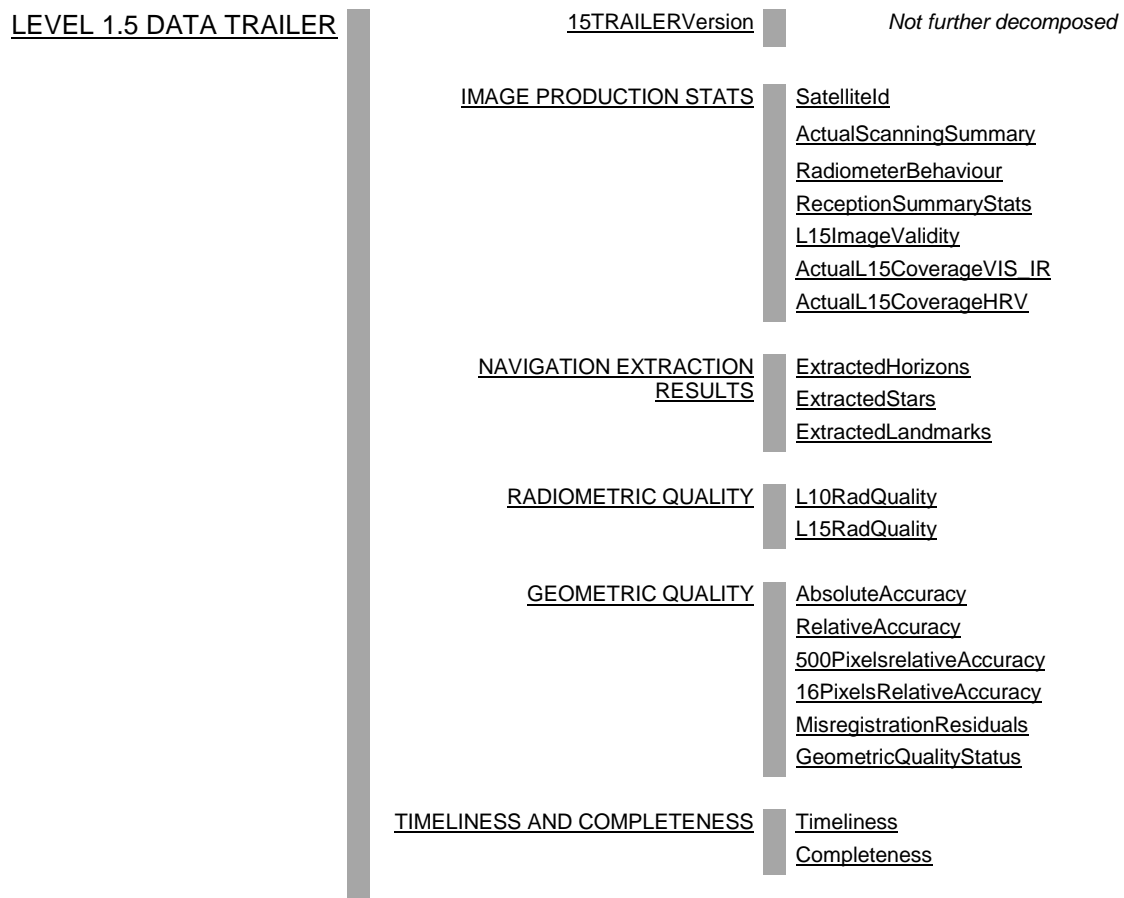 LEVEL 1.5 DATA TRAILER
15TRAILERVersion
Not further decomposed
IMAGE PRODUCTION STATS
SatelliteId
ActualScanningSummary
RadiometerBehaviour
ReceptionSummaryStats
L15ImageValidity
ActualL15CoverageVIS_IR
ActualL15CoverageHRV
NAVIGATION EXTRACTION
RESULTS
ExtractedHorizons
ExtractedStars
ExtractedLandmarks
RADIOMETRIC QUALITY
L10RadQuality
L15RadQuality
GEOMETRIC QUALITY
AbsoluteAccuracy
RelativeAccuracy
500PixelsrelativeAccuracy
16PixelsRelativeAccuracy
MisregistrationResiduals
GeometricQualityStatus
TIMELINESS AND COMPLETENESS
Timeliness
Completeness